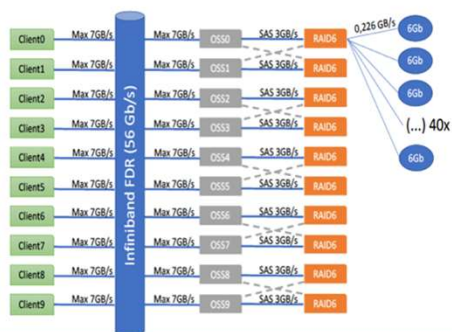 0,226 GB/s
Client0 Max 7GB/s Max 7GB/s OSS0 SAS 3GB/s RAID6 6Gb
Client1 Max 7GB/s Max 7GB/s OSS1 SAS 3GB/s RAID6 6Gb
Client2 Max 7GB/s Max 7GB/s OSS2 SAS 3GB/s RAID6 6Gb
Client3 Max 7GB/s Max 7GB/s OSS3 SAS 3GB/s RAID6 (...) 40x
Client4 Max 7GB/s Max 7GB/s OSS4 SAS 3GB/s RAID6 6Gb
Client5 Max 7GB/s Max 7GB/s OSS5 SAS 3GB/s RAID6
Client6 Max 7GB/s Max 7GB/s OSS6 SAS 3GB/s RAID6
Client7 Max 7GB/s Max 7GB/s OSS7 SAS 3GB/s RAID6
Client8 Max 7GB/s Max 7GB/s OSS8 SAS 3GB/s RAID6
Client9 Max 7GB/s Max 7GB/s OSS9 SAS 3GB/s RAID6
Infiniband FDR (56 Gb/s)